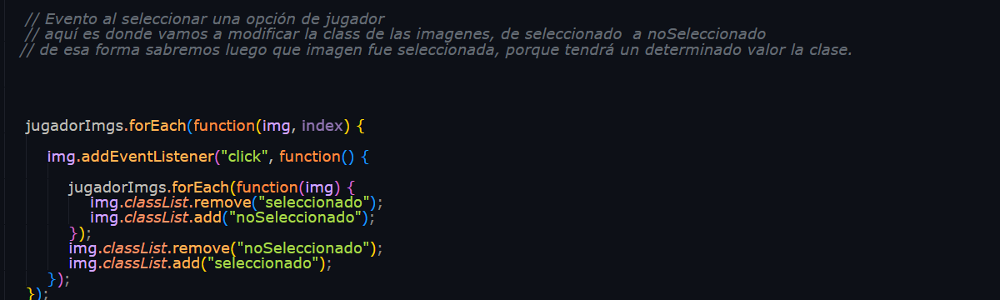 // Evento al seleccionar una opción de jugador
// aquí es donde vamos a modificar la class de las imagenes, de seleccionado  a noSeleccionado
// de esa forma sabremos luego que imagen fue seleccionada, porque tendrá un determinado valor la clase.
jugadorImgs.forEach(function(img, index) {
img.addEventListener("click", function() {
jugadorImgs.forEach(function(img) {
img.classList.remove("seleccionado");
img.classList.add("noSeleccionado");
});
img.classList.remove("noSeleccionado");
img.classList.add("seleccionado");
});
});